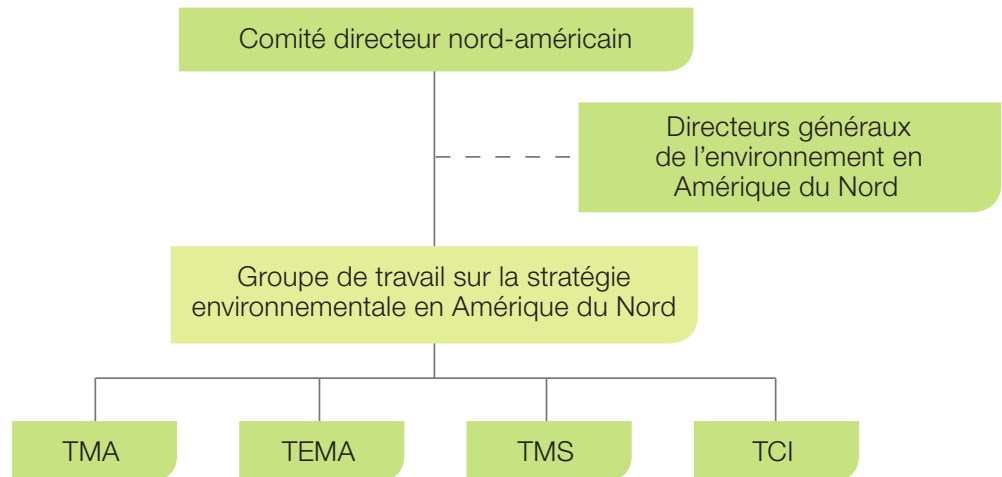 Comité directeur nord-américain
Directeurs généraux
de l’environnement en
Amérique du Nord
Groupe de travail sur la stratégie
environnementale en Amérique du Nord
TMA
TEMA
TMS
TCI